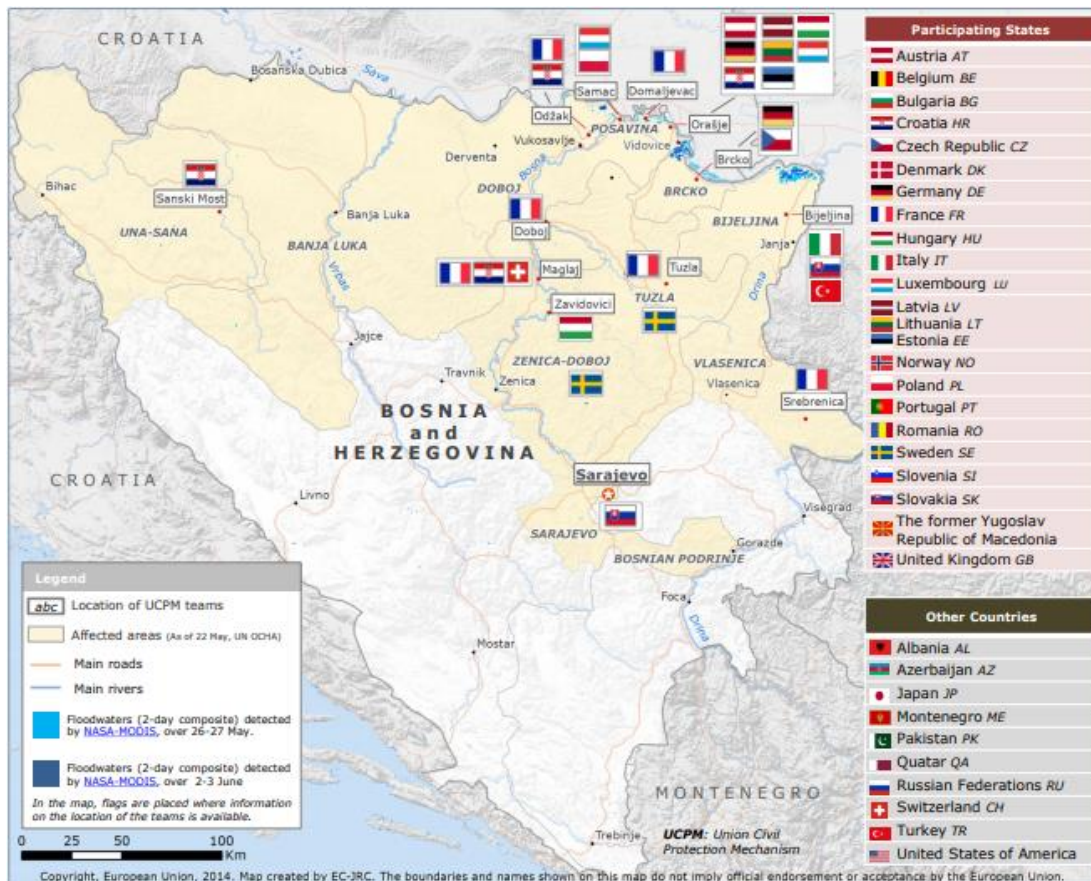 CROATIA
Bosanska Dubica
Sava
Samac
Domaljevac
Odžak
POSAVINA
Orašje
Vukosavlje
Vidovice
Derventa
Bosna
Brcko
Bihac
Sanski Most
DOBOJ
BRCKO
Banja Luka
BIJELJINA
Bijeljina
UNA-SANA
Doboj
Janja
BANJA LUKA
Maglaj
Tuzla
Vrbas
TUZLA
Drina
Zavidovici
Jajce
ZENICA-DOBOJ
VLASENICA
Travnik
Zenica
Vlasenica
Srebrenica
BOSNIA
and
HERZEGOVINA
CROATIA
Sarajevo
Livno
Visegrad
SARAJEVO
BOSNIAN PODRINJE
Gorazde
Foca
Drina
Mostar
MONTENEGRO
Trebinje
UCPM: Union Civil
Protection Mechanism
Legend
abc Location of UCPM teams
Affected areas (As of 22 May, UN OCHA)
Main roads
Main rivers
Floodwaters (2-day composite) detected
by NASA-MODIS, over 26-27 May.
Floodwaters (2-day composite) detected
by NASA-MODIS, over 2-3 June
In the map, flags are placed where information
on the location of the teams is available.
0 50 100
Km
Participating States
Austria AT
Belgium BE
Bulgaria BG
Croatia HR
Czech Republic CZ
Denmark DK
Germany DE
France FR
Hungary HU
Italy IT
Luxembourg LU
Latvia LV
Lithuania LT
Estonia EE
Norway NO
Poland PL
Portugal PT
Romania RO
Sweden SE
Slovenia SI
Slovakia SK
The former Yugoslav
Republic of Macedonia
United Kingdom GB
Other Countries
Albania AL
Azerbaijan AZ
Japan JP
Montenegro ME
Pakistan PK
Quatar QA
Russian Federations RU
Switzerland CH
Turkey TR
United States of America
Copyright, European Union, 2014. Map created by EC-JRC. The boundaries and names shown on this map do not imply official endorsement or acceptance by the European Union.